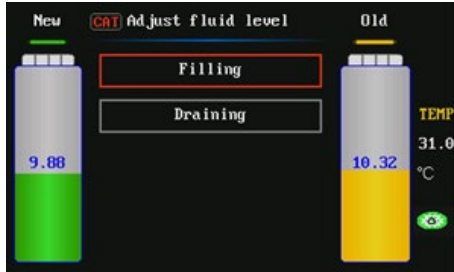 New CAT Adjust fluid level Old
Filling
Draining
TEMP
31.0
9.88 10.32
°C